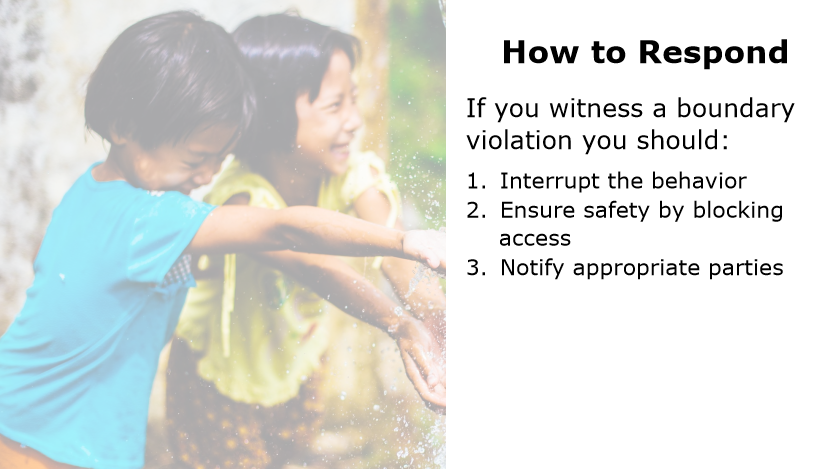 How to Respond
If you witness a boundary
violation you should:
1. Interrupt the behavior
2. Ensure safety by blocking
access
3. Notify appropriate parties